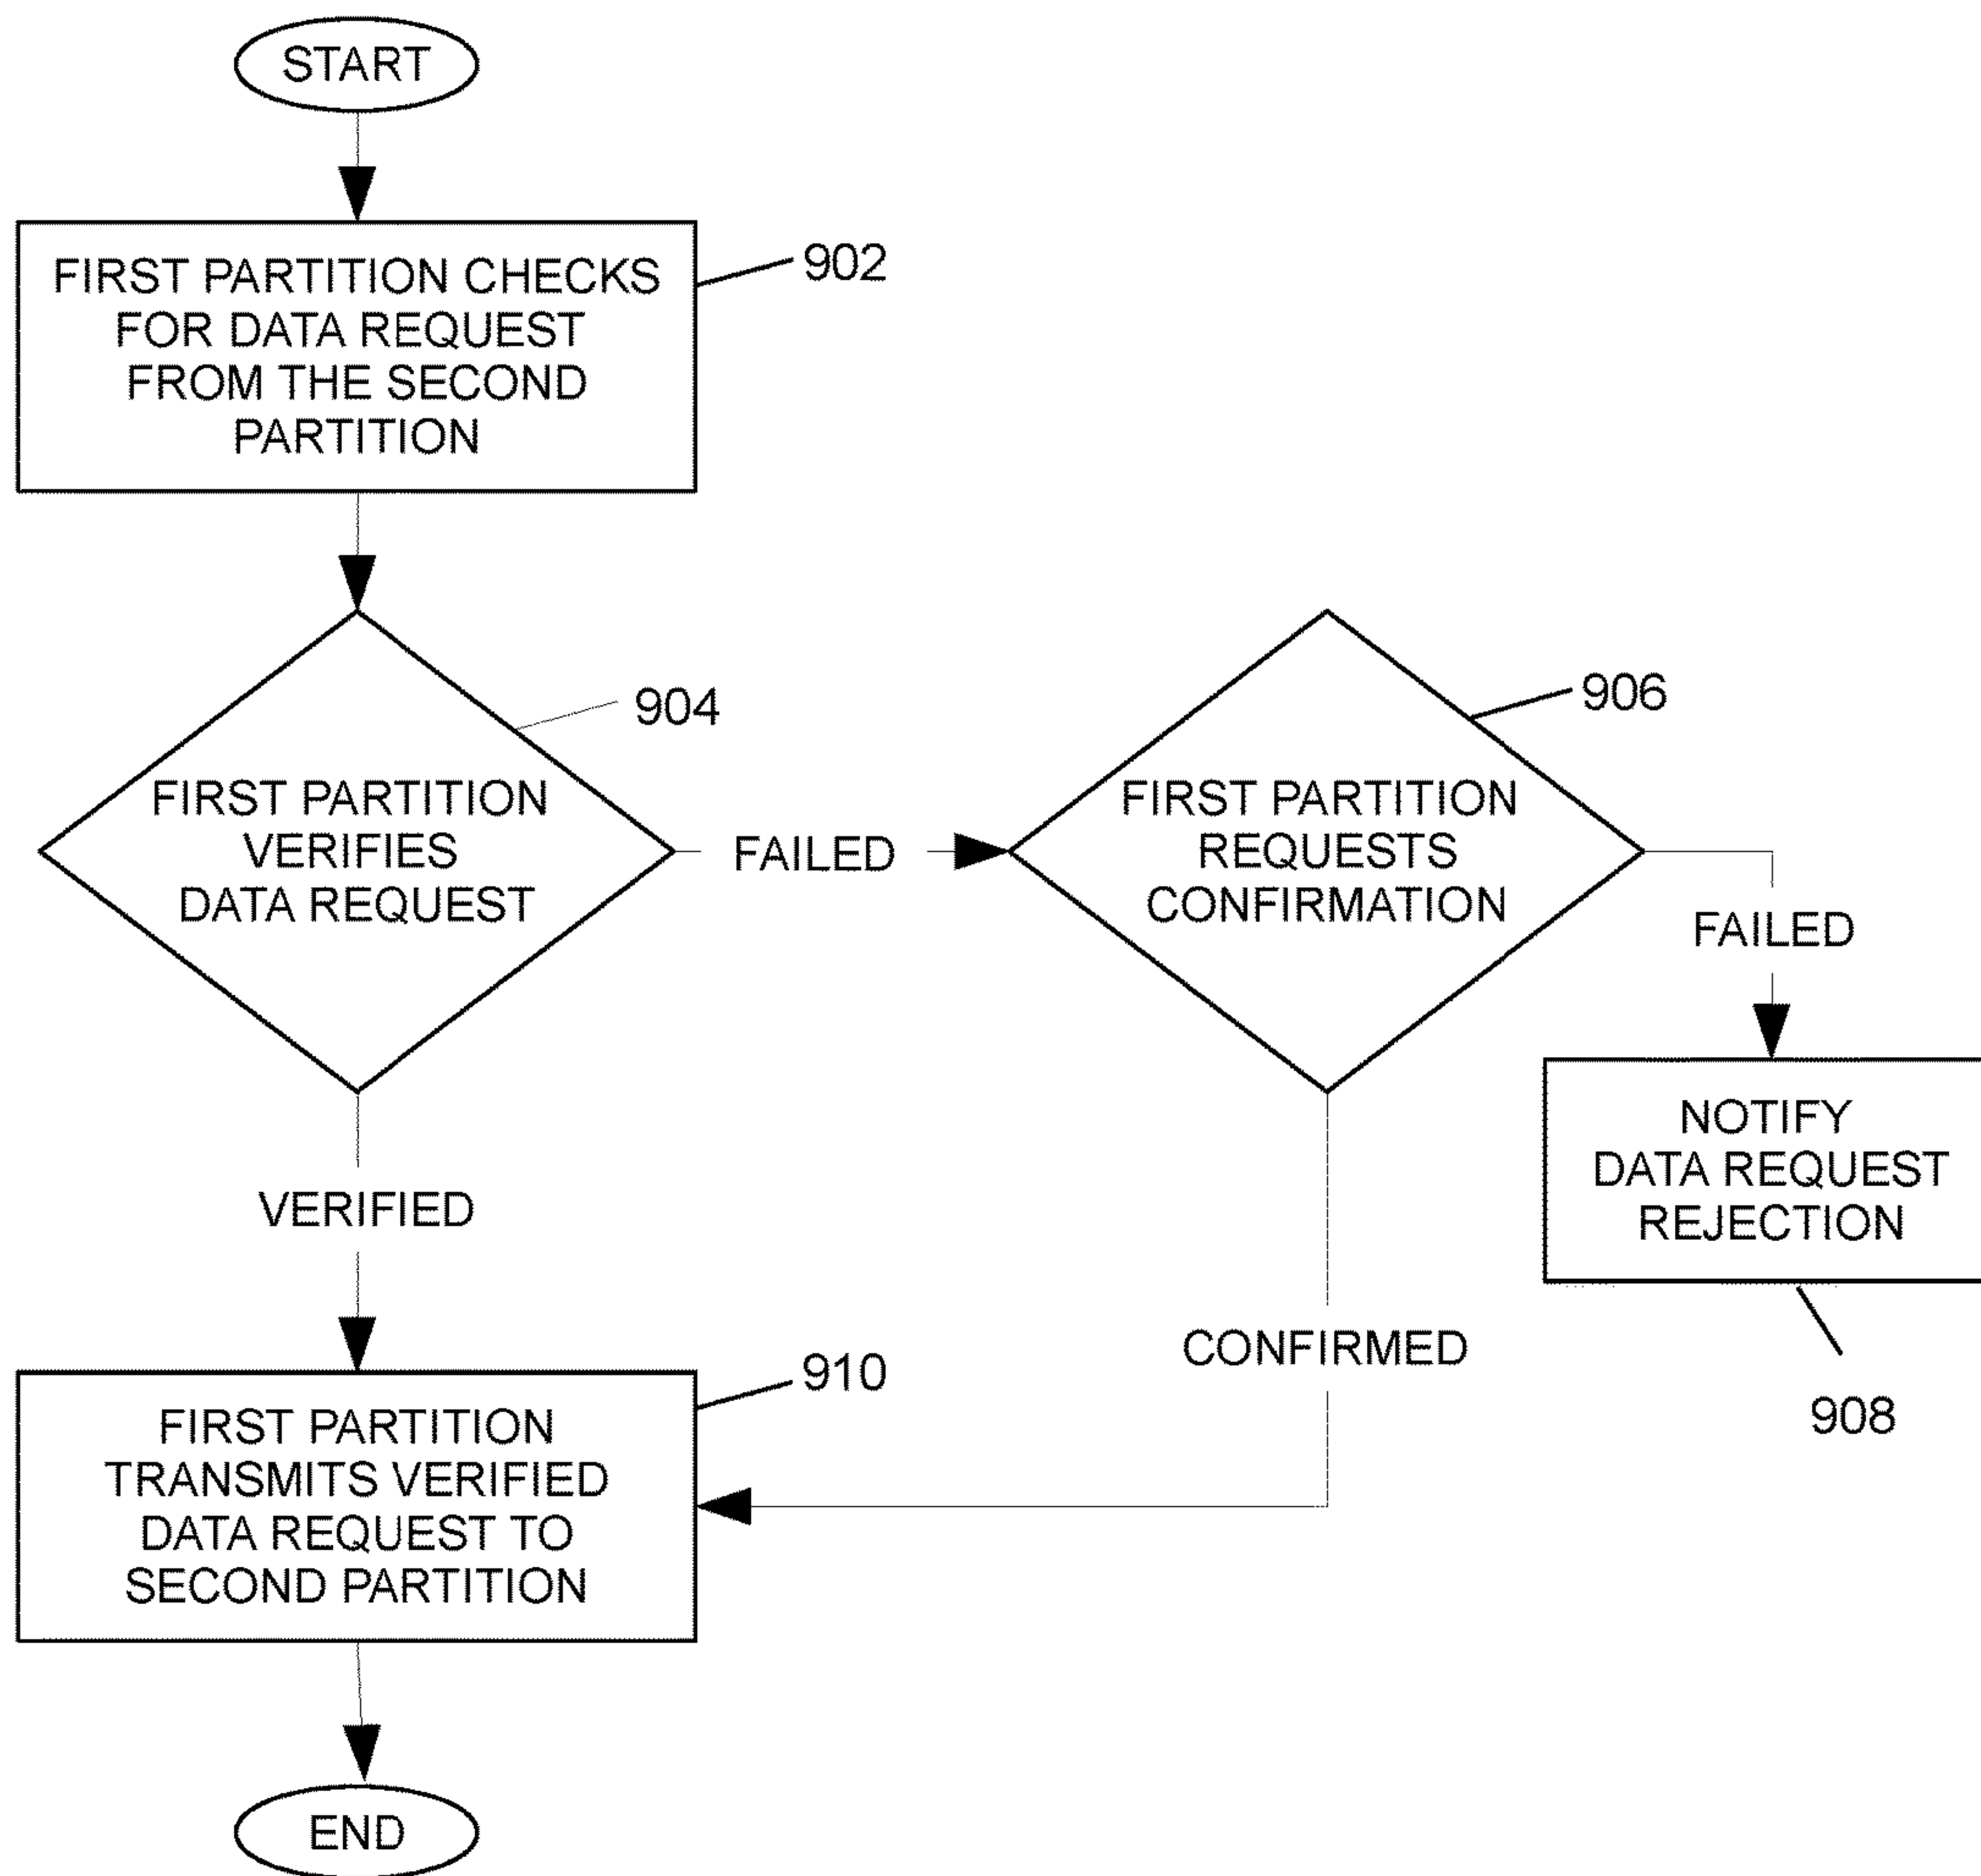 START
FIRST PARTITION CHECKS
FOR DATA REQUEST
FROM THE SECOND
PARTITION
902
904
FIRST PARTITION
VERIFIES
DATA REQUEST
FAILED
906
FIRST PARTITION
REQUESTS
CONFIRMATION
FAILED
NOTIFY
DATA REQUEST
REJECTION
908
VERIFIED
CONFIRMED
910
FIRST PARTITION
TRANSMITS VERIFIED
DATA REQUEST TO
SECOND PARTITION
END